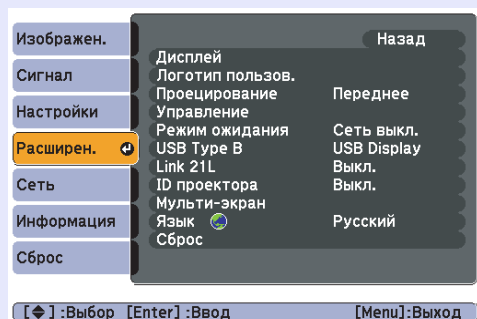 Изображен.
Сигнал
Настройки
Расширен.
Сеть
Информация
Сброс
Назад
Дисплей
Логотип пользов.
Проецирование Переднее
Управление
Режим ожидания Сеть выкл.
USB Type B USB Display
Link 21L Выкл.
ID проектора Выкл.
Мульти-экран
Язык Русский
Сброс
[ ] :Выбор [Enter] :Ввод [Menu]:Выход